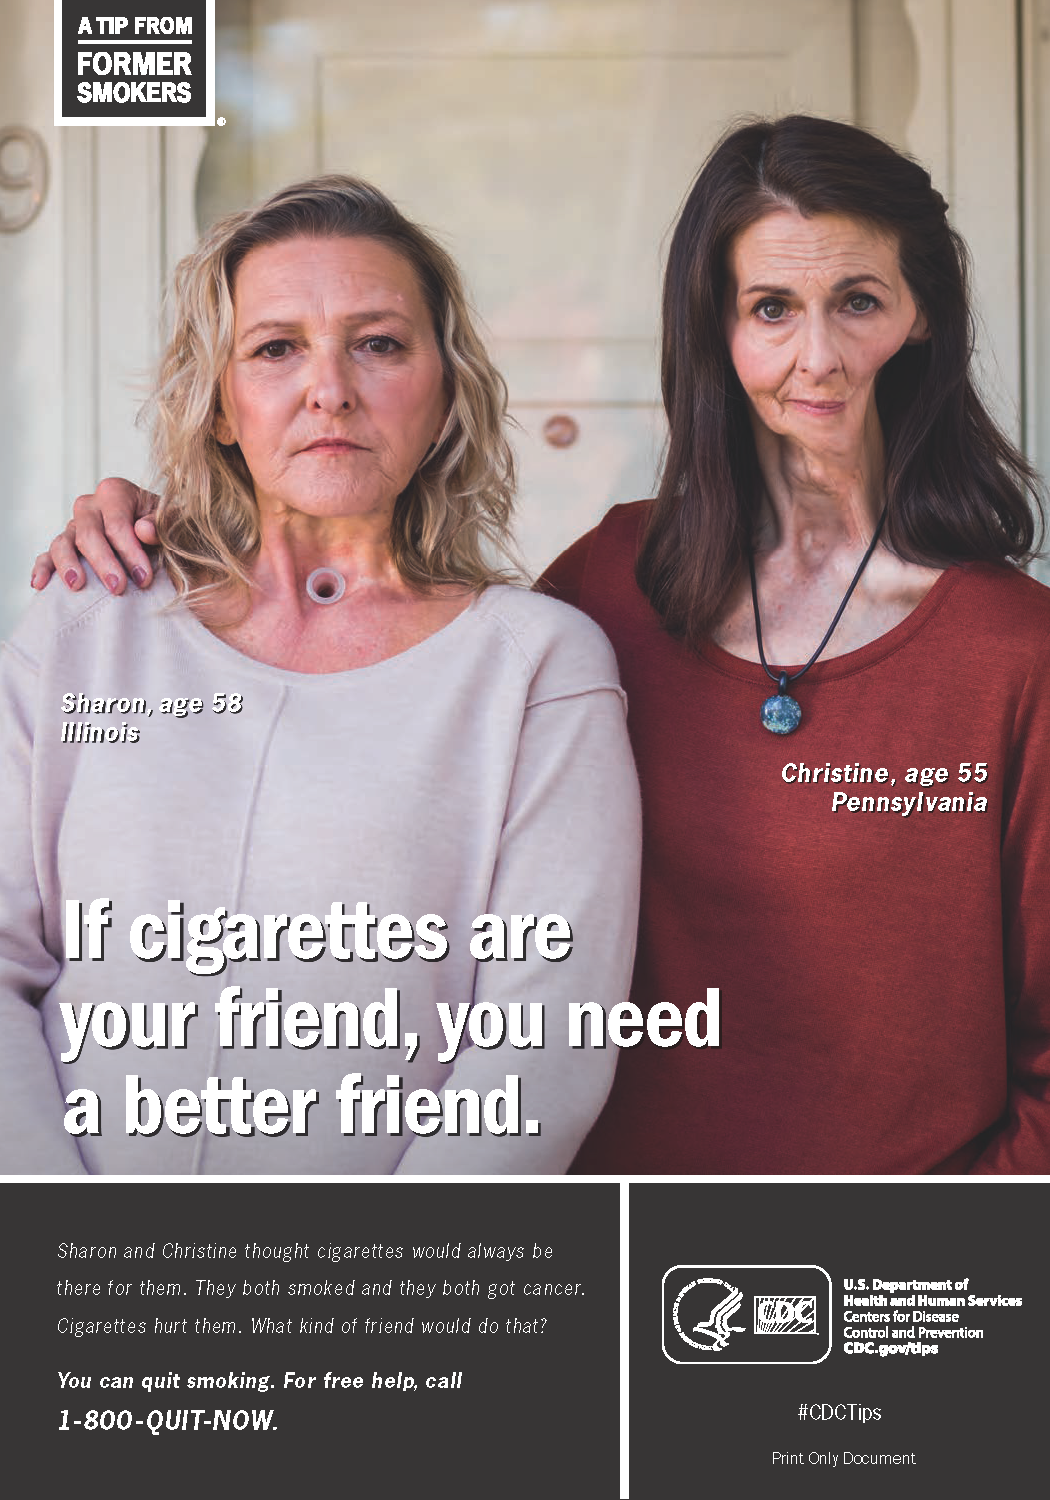 A TIP FROM
FORMER
SMOKERS
®
9
Sharon, age 58
Illinois
Christine, age 55
Pennsylvania
If cigarettes are
your friend, you need
a better friend.
Sharon and Christine thought cigarettes would always be
there for them. They both smoked and they both got cancer.
Cigarettes hurt them. What kind of friend would do that?
You can quit smoking. For free help, call
1-800-QUIT-NOW.
CDC
U.S. Department of
Health and Human Services
Centers for Disease
Control and Prevention
CDC.gov/tips
#CDCTips
Print Only Document